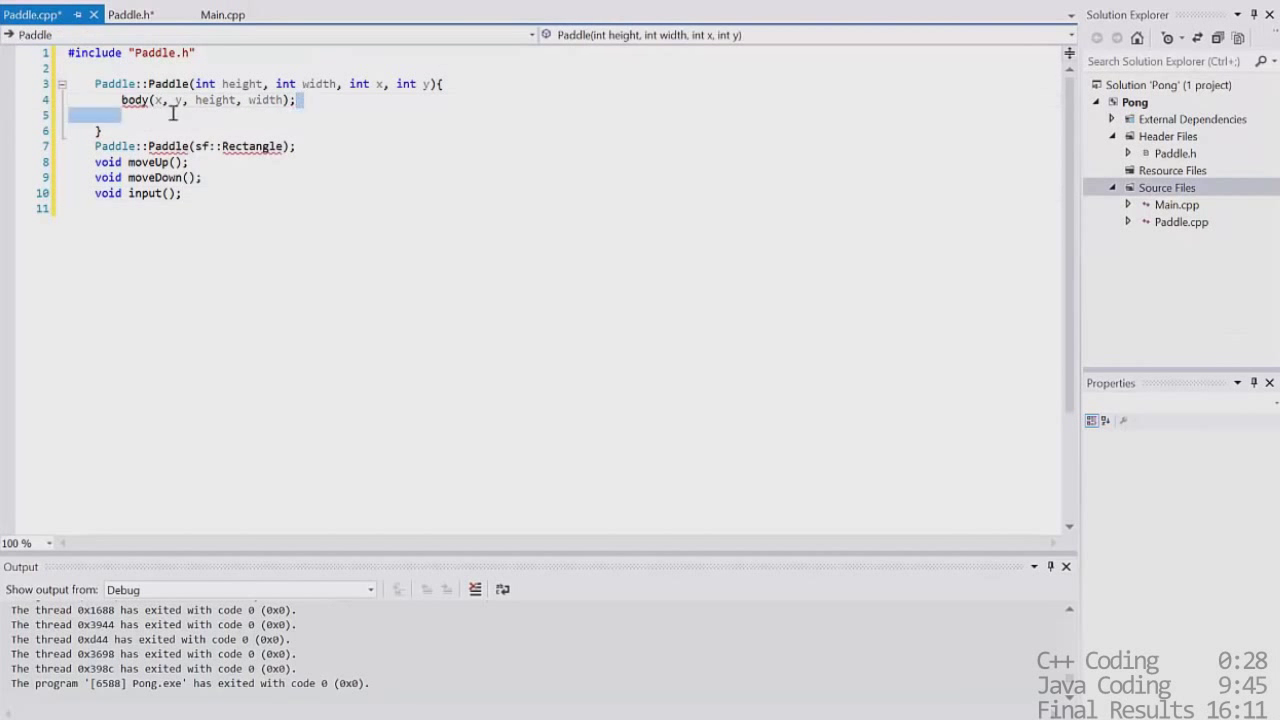 Paddle.cpp*
Paddle.h*
Main.cpp
Paddle
Paddle(int height, int width, int x, int y)
1 #include "Paddle.h"
2
3 Paddle::Paddle(int height, int width, int x, int y){
4 body(x, y, height, width);
5
6 }
7 Paddle::Paddle(sf::Rectangle);
8 void moveUp();
9 void moveDown();
10 void input();
11
100 %
Output
Show output from: Debug
The thread 0x1688 has exited with code 0 (0x0).
The thread 0x3944 has exited with code 0 (0x0).
The thread 0xd44 has exited with code 0 (0x0).
The thread 0x3698 has exited with code 0 (0x0).
The thread 0x398c has exited with code 0 (0x0).
The program '[6588] Pong.exe' has exited with code 0 (0x0).
Solution Explorer
Search Solution Explorer (Ctrl+;)
Solution 'Pong' (1 project)
Pong
External Dependencies
Header Files
Paddle.h
Resource Files
Source Files
Main.cpp
Paddle.cpp
Properties
C++ Coding 0:28
Java Coding 9:45
Final Results 16:11